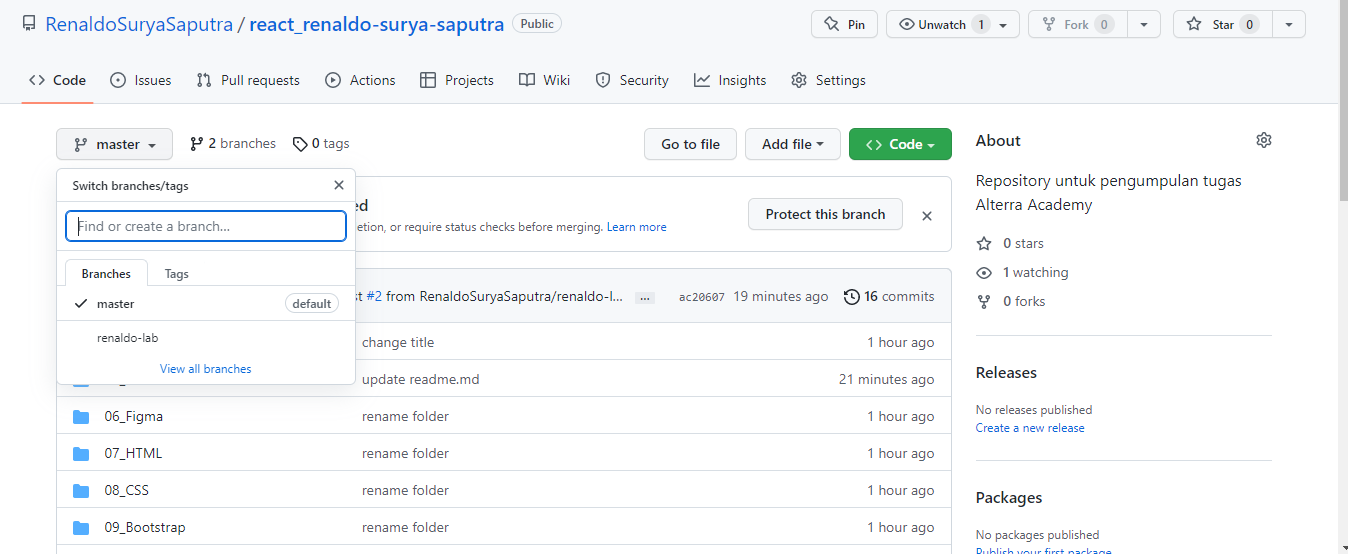 RenaldoSuryaSaputra / react_renaldo-surya-saputra Public
Pin
Unwatch 1
Fork 0
Star 0
Code
Issues
Pull requests
Actions
Projects
Wiki
Security
Insights
Settings
master
2 branches
0 tags
Go to file
Add file
Code
Switch branches/tags
Find or create a branch...
Branches
Tags
master default
renaldo-lab
View all branches
ed
etion, or require status checks before merging. Learn more
Protect this branch
st #2 from RenaldoSuryaSaputra/renaldo-l... ... ac20607 19 minutes ago 16 commits
change title 1 hour ago
update readme.md 21 minutes ago
06_Figma rename folder 1 hour ago
07_HTML rename folder 1 hour ago
08_CSS rename folder 1 hour ago
09_Bootstrap rename folder 1 hour ago
About
Repository untuk pengumpulan tugas
Alterra Academy
0 stars
1 watching
0 forks
Releases
No releases published
Create a new release
Packages
No packages published
Publish your first package